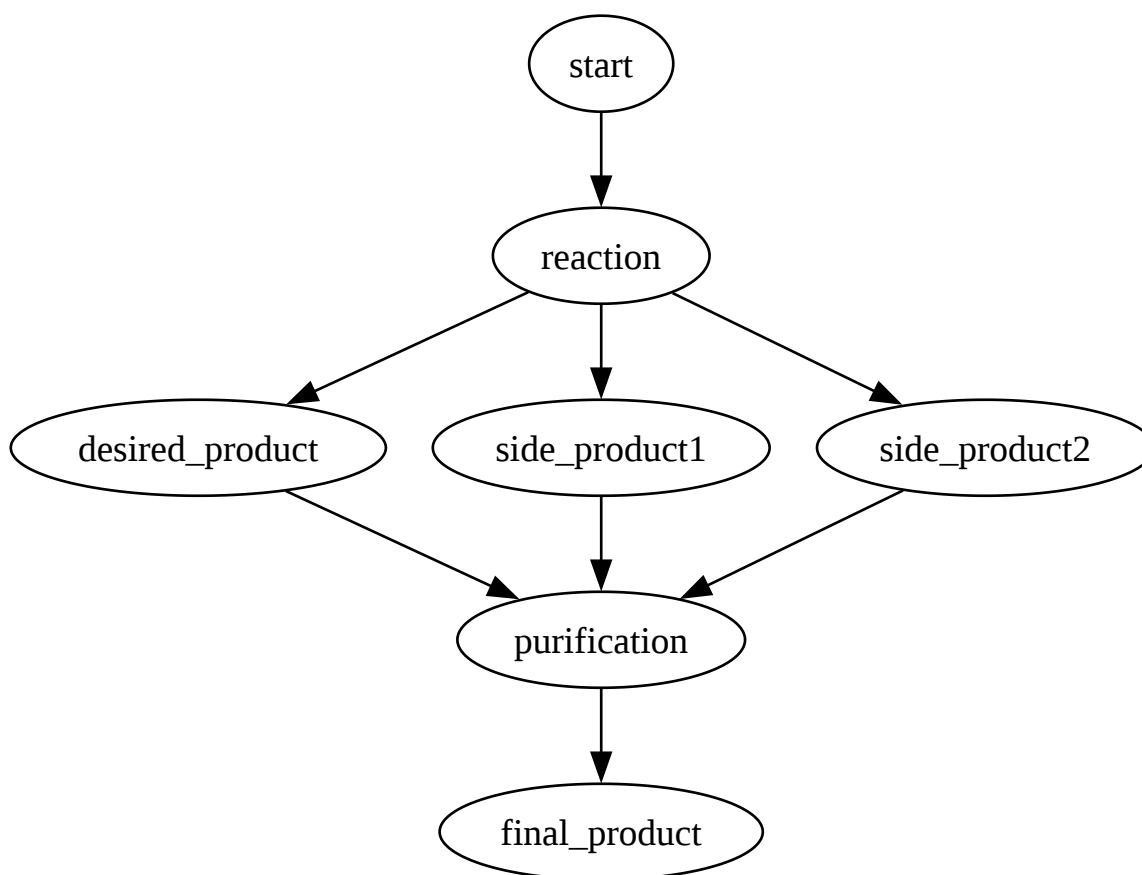 start
reaction
desired_product
side_product1
side_product2
purification
final_product